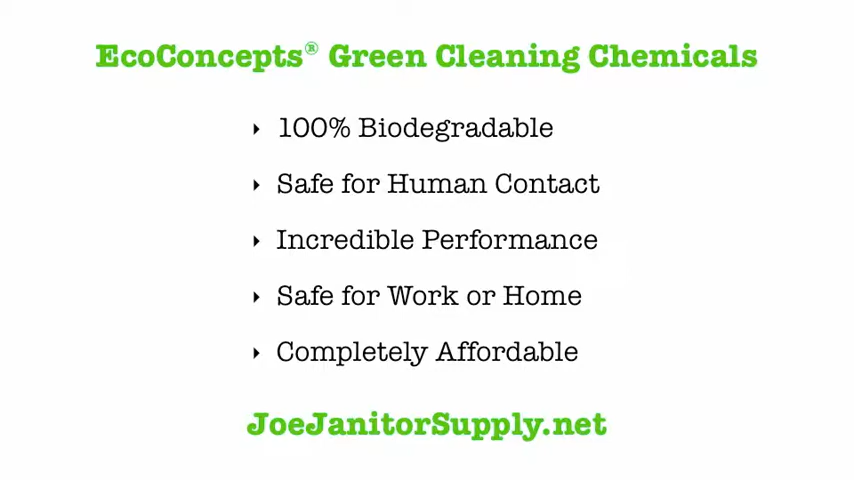 EcoConcepts® Green Cleaning Chemicals
‣ 100% Biodegradable
‣ Safe for Human Contact
‣ Incredible Performance
‣ Safe for Work or Home
‣ Completely Affordable
JoeJanitorSupply.net